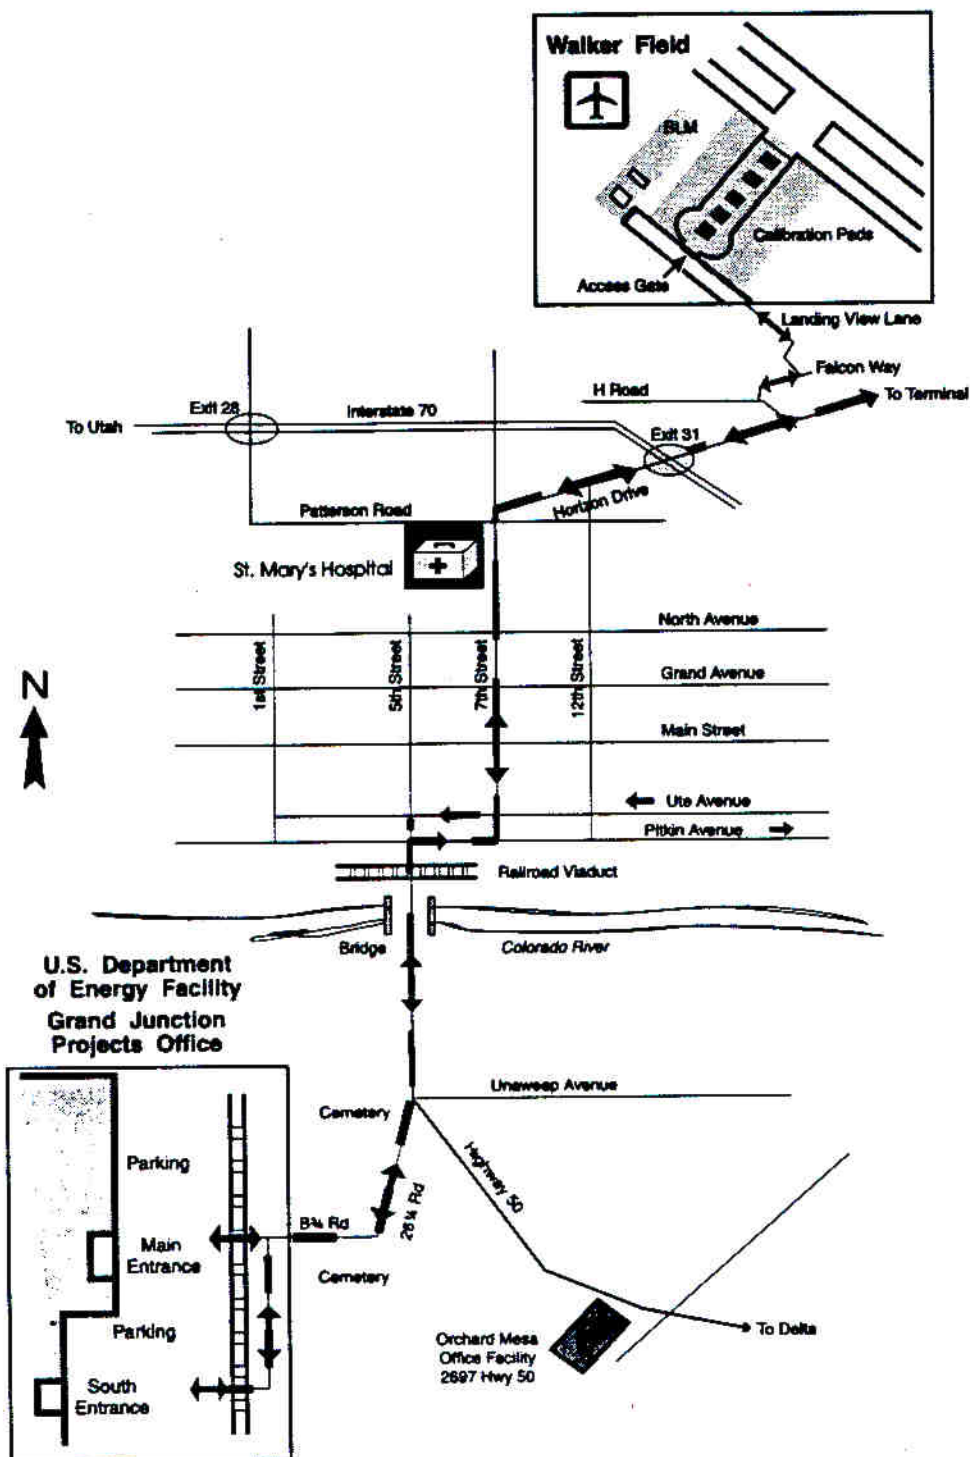 Walker Field
BLM
Calibration Pads
Access Gate
Landing View Lane
Falcon Way
H Road
To Terminal
Exit 28
Interstate 70
To Utah
Exit 31
Horizon Drive
Patterson Road
St. Mary's Hospital
North Avenue
1st Street
5th Street
7th Street
12th Street
Grand Avenue
N
Main Street
Ute Avenue
Pitkin Avenue
Railroad Viaduct
Bridge
Colorado River
U.S. Department
of Energy Facility
Grand Junction
Projects Office
Unaweep Avenue
Cemetery
Highway 50
Parking
B¾ Rd
26¼ Rd
Main
Entrance
Cemetery
Parking
To Delta
Orchard Mesa
Office Facility
2697 Hwy 50
South
Entrance